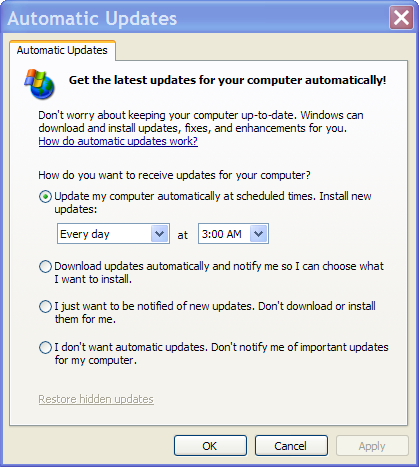 Automatic Updates
Automatic Updates
Get the latest updates for your computer automatically!
Don't worry about keeping your computer up-to-date. Windows can
download and install updates, fixes, and enhancements for you.
How do automatic updates work?
How do you want to receive updates for your computer?
Update my computer automatically at scheduled times. Install new
updates:
Every day at 3:00 AM
Download updates automatically and notify me so I can choose what
I want to install.
I just want to be notified of new updates. Don't download or install
them for me.
I don't want automatic updates. Don't notify me of important updates
for my computer.
Restore hidden updates
OK Cancel Apply